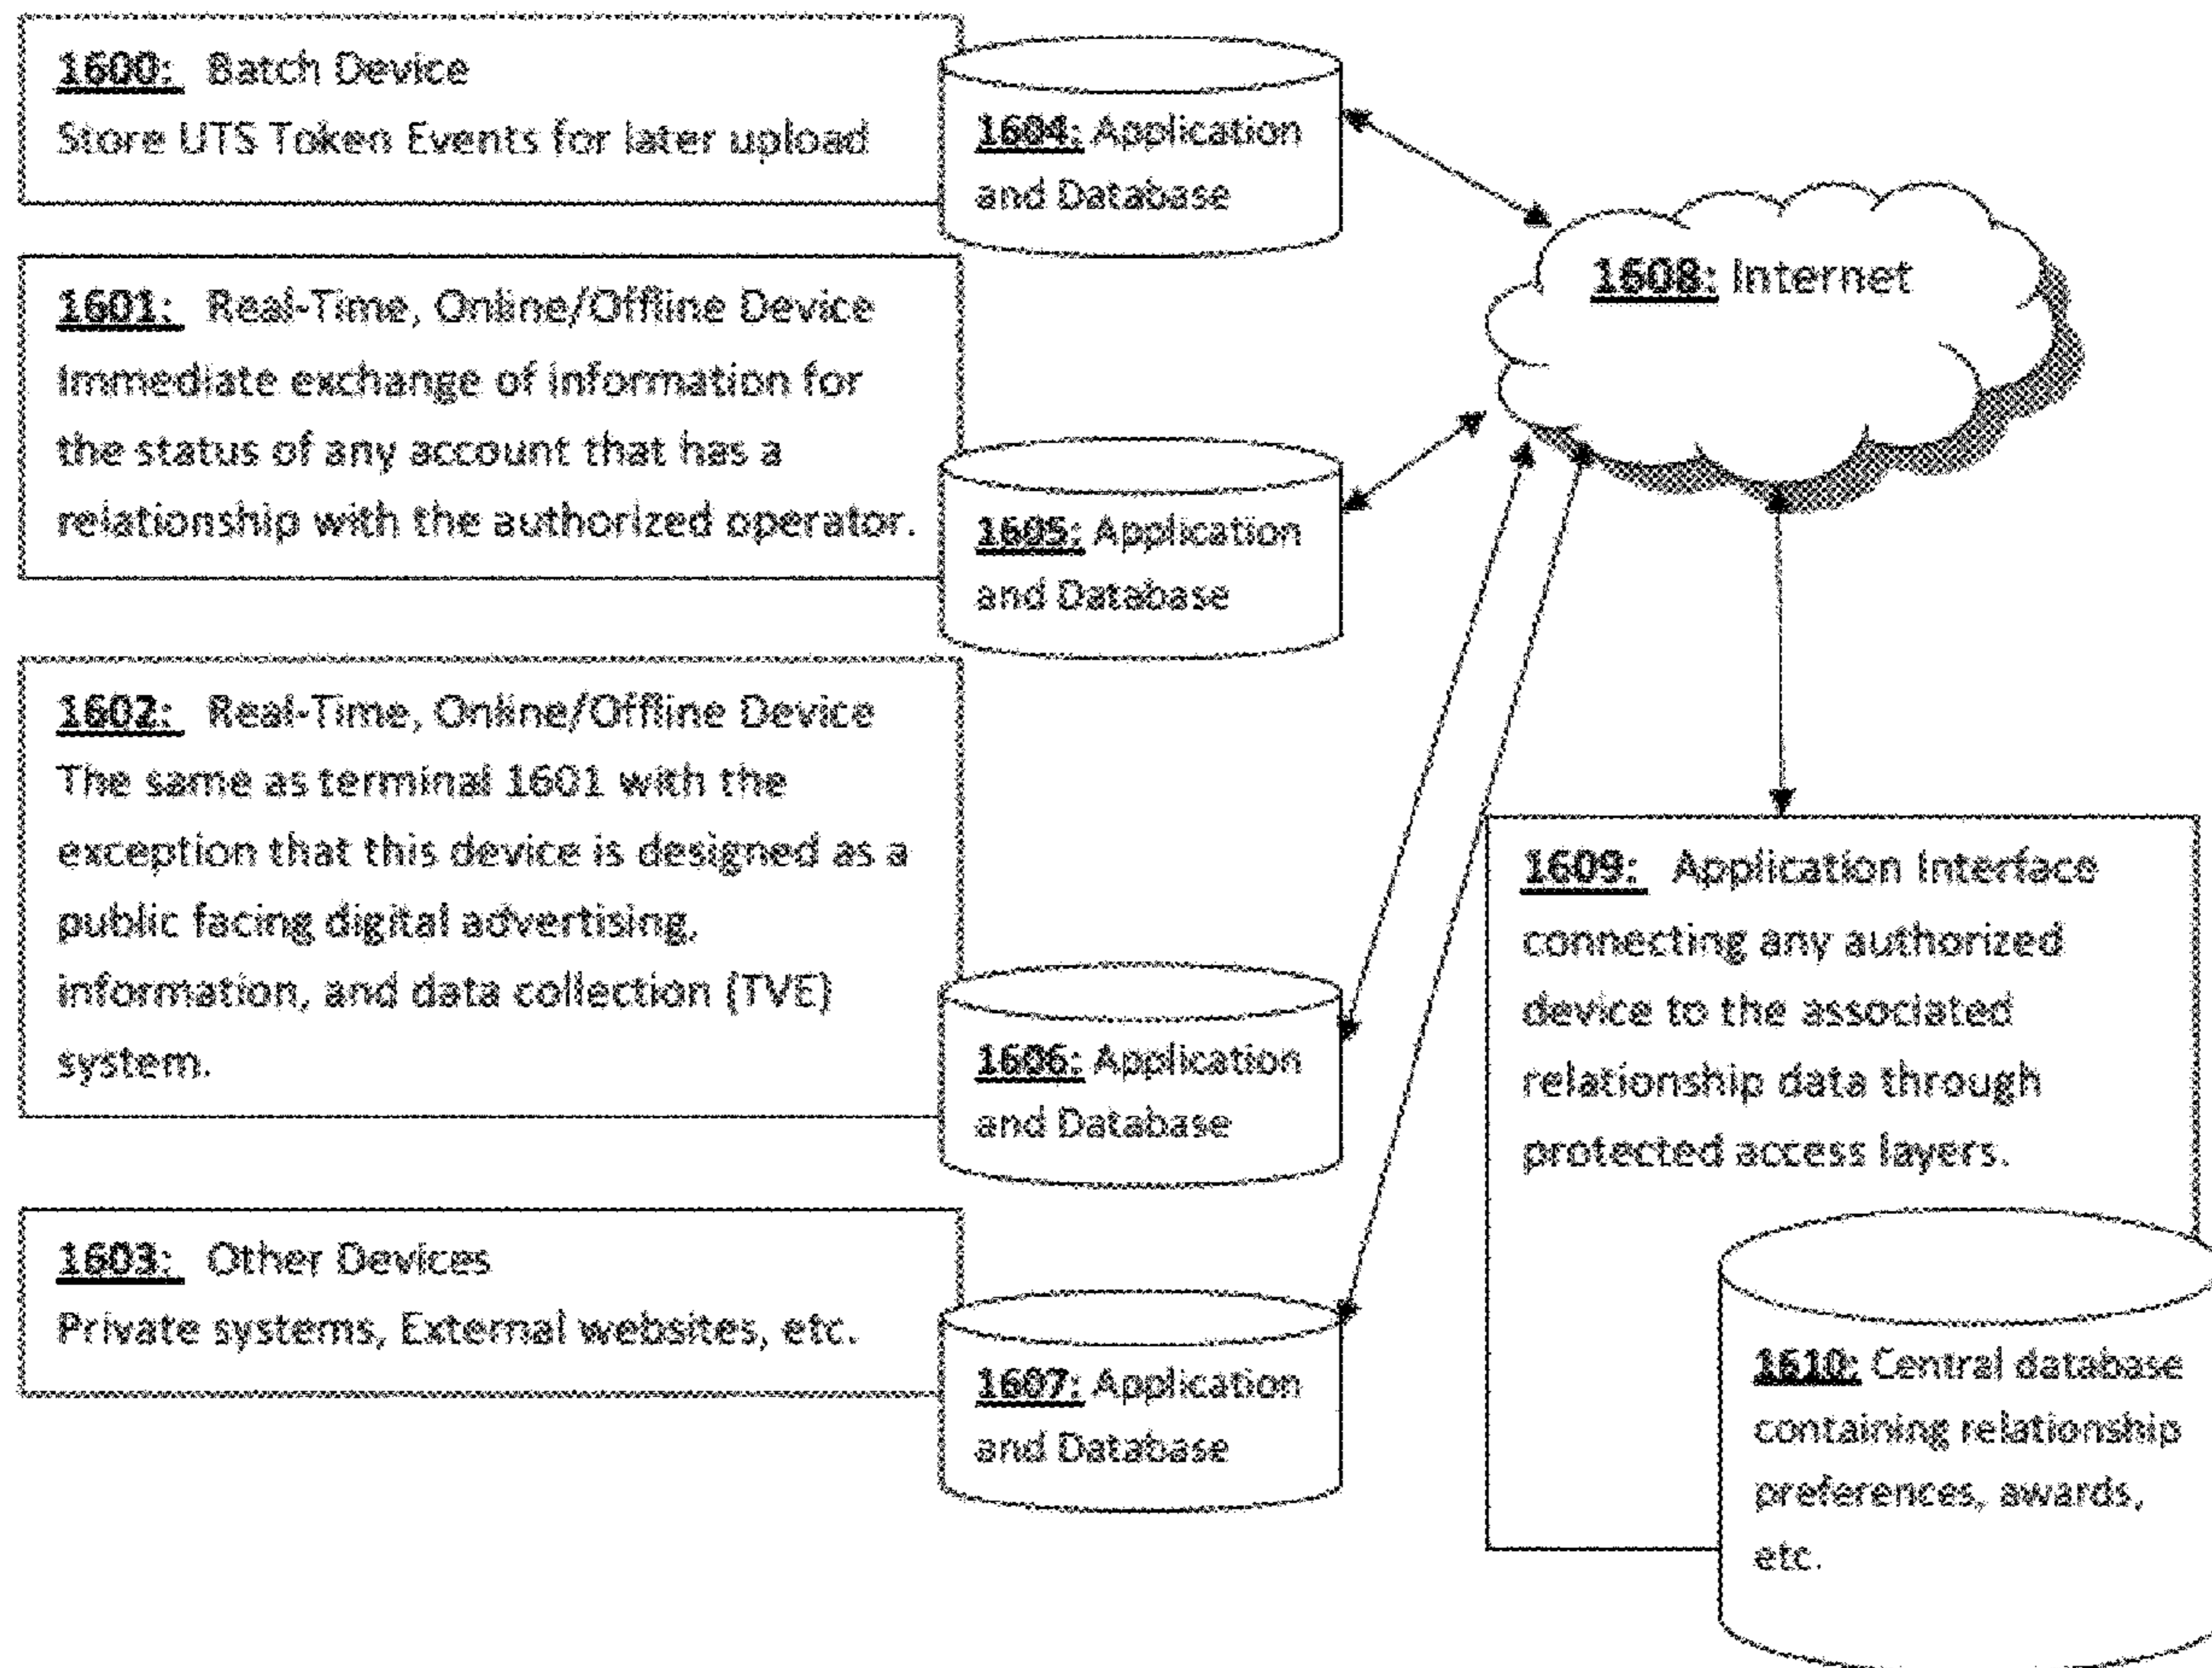 1600: Batch Device
Store UTS Token Events for later upload
1604: Application
and Database
1608: Internet
1601: Real-Time, Online/Offline Device
Immediate exchange of information for
the status of any account that has a
relationship with the authorized operator.
1605: Application
and Database
1602: Real-Time, Online/Offline Device
The same as terminal 1601 with the
exception that this device is designed as a
public facing digital advertising,
information, and data collection (TVE)
system.
1606: Application
and Database
1609: Application Interface
connecting any authorized
device to the associated
relationship data through
protected access layers.
1603: Other Devices
Private systems, External websites, etc.
1607: Application
and Database
1610: Central database
containing relationship
preferences, awards,
etc.